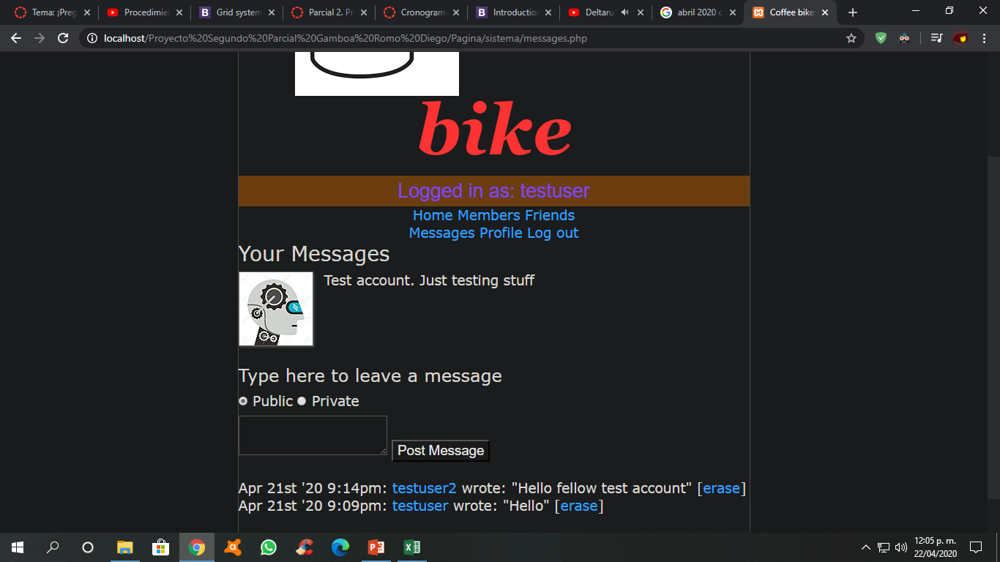 Tema: ¡Preg
Procedimie
Grid system
Parcial 2. Pr
Cronogram
Introduction
Deltaru
abril 2020 c
Coffee bike
localhost/Proyecto%20Segundo%20Parcial%20Gamboa%20Romo%20Diego/Pagina/sistema/messages.php
bike
Logged in as: testuser
Home Members Friends
Messages Profile Log out
Your Messages
Test account. Just testing stuff
Type here to leave a message
Public Private
Post Message
Apr 21st '20 9:14pm: testuser2 wrote: "Hello fellow test account" [erase]
Apr 21st '20 9:09pm: testuser wrote: "Hello" [erase]
12:05 p. m.
22/04/2020